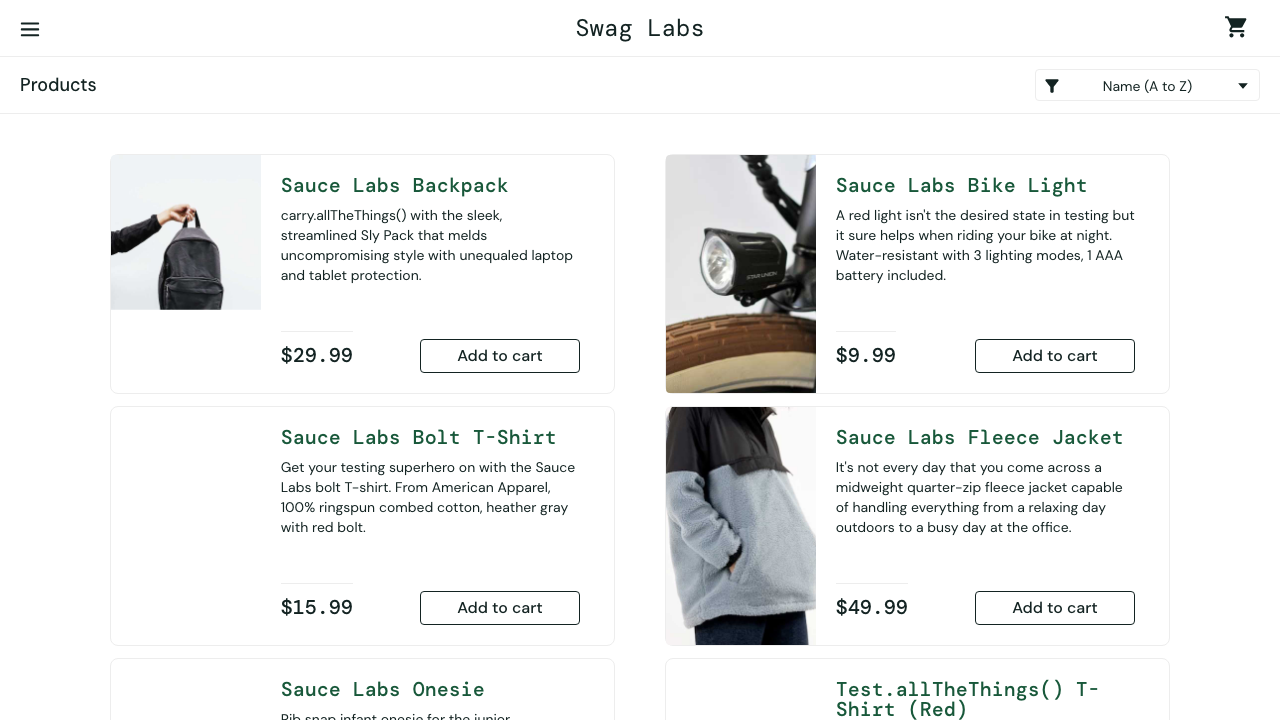 Swag Labs
Products
Name (A to Z)
Sauce Labs Backpack
carry.allTheThings() with the sleek,
streamlined Sly Pack that melds
uncompromising style with unequaled laptop
and tablet protection.
$29.99
Add to cart
Sauce Labs Bike Light
A red light isn't the desired state in testing but
it sure helps when riding your bike at night.
Water-resistant with 3 lighting modes, 1 AAA
battery included.
$9.99
Add to cart
Sauce Labs Bolt T-Shirt
Get your testing superhero on with the Sauce
Labs bolt T-shirt. From American Apparel,
100% ringspun combed cotton, heather gray
with red bolt.
$15.99
Add to cart
Sauce Labs Fleece Jacket
It's not every day that you come across a
midweight quarter-zip fleece jacket capable
of handling everything from a relaxing day
outdoors to a busy day at the office.
$49.99
Add to cart
Sauce Labs Onesie
Rib snap infant onesie for the junior
Test.allTheThings() T-
Shirt (Red)